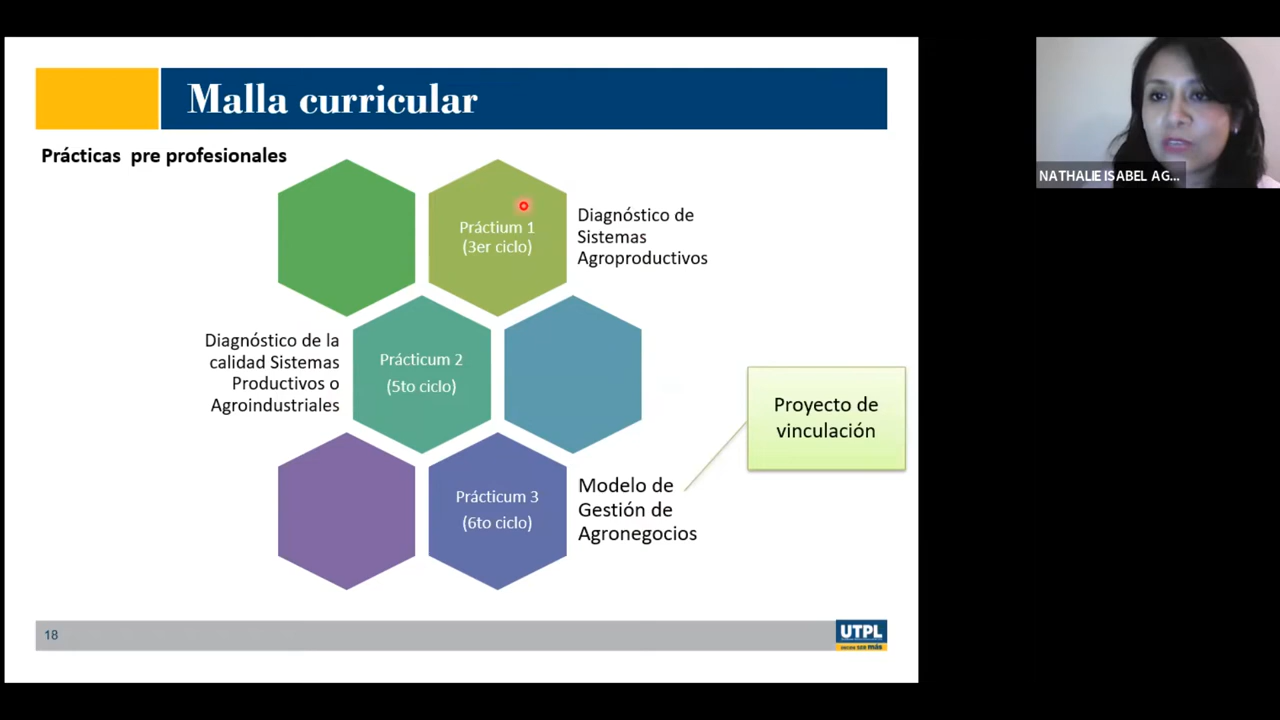 Malla curricular
Prácticas pre profesionales
Práctium 1
(3er ciclo)
Diagnóstico de
Sistemas
Agroproductivos
Diagnóstico de la
calidad Sistemas
Productivos o
Agroindustriales
Prácticum 2
(5to ciclo)
Proyecto de
vinculación
Prácticum 3
(6to ciclo)
Modelo de
Gestión de
Agronegocios
18
UTPL
NATHALIE ISABEL AG...